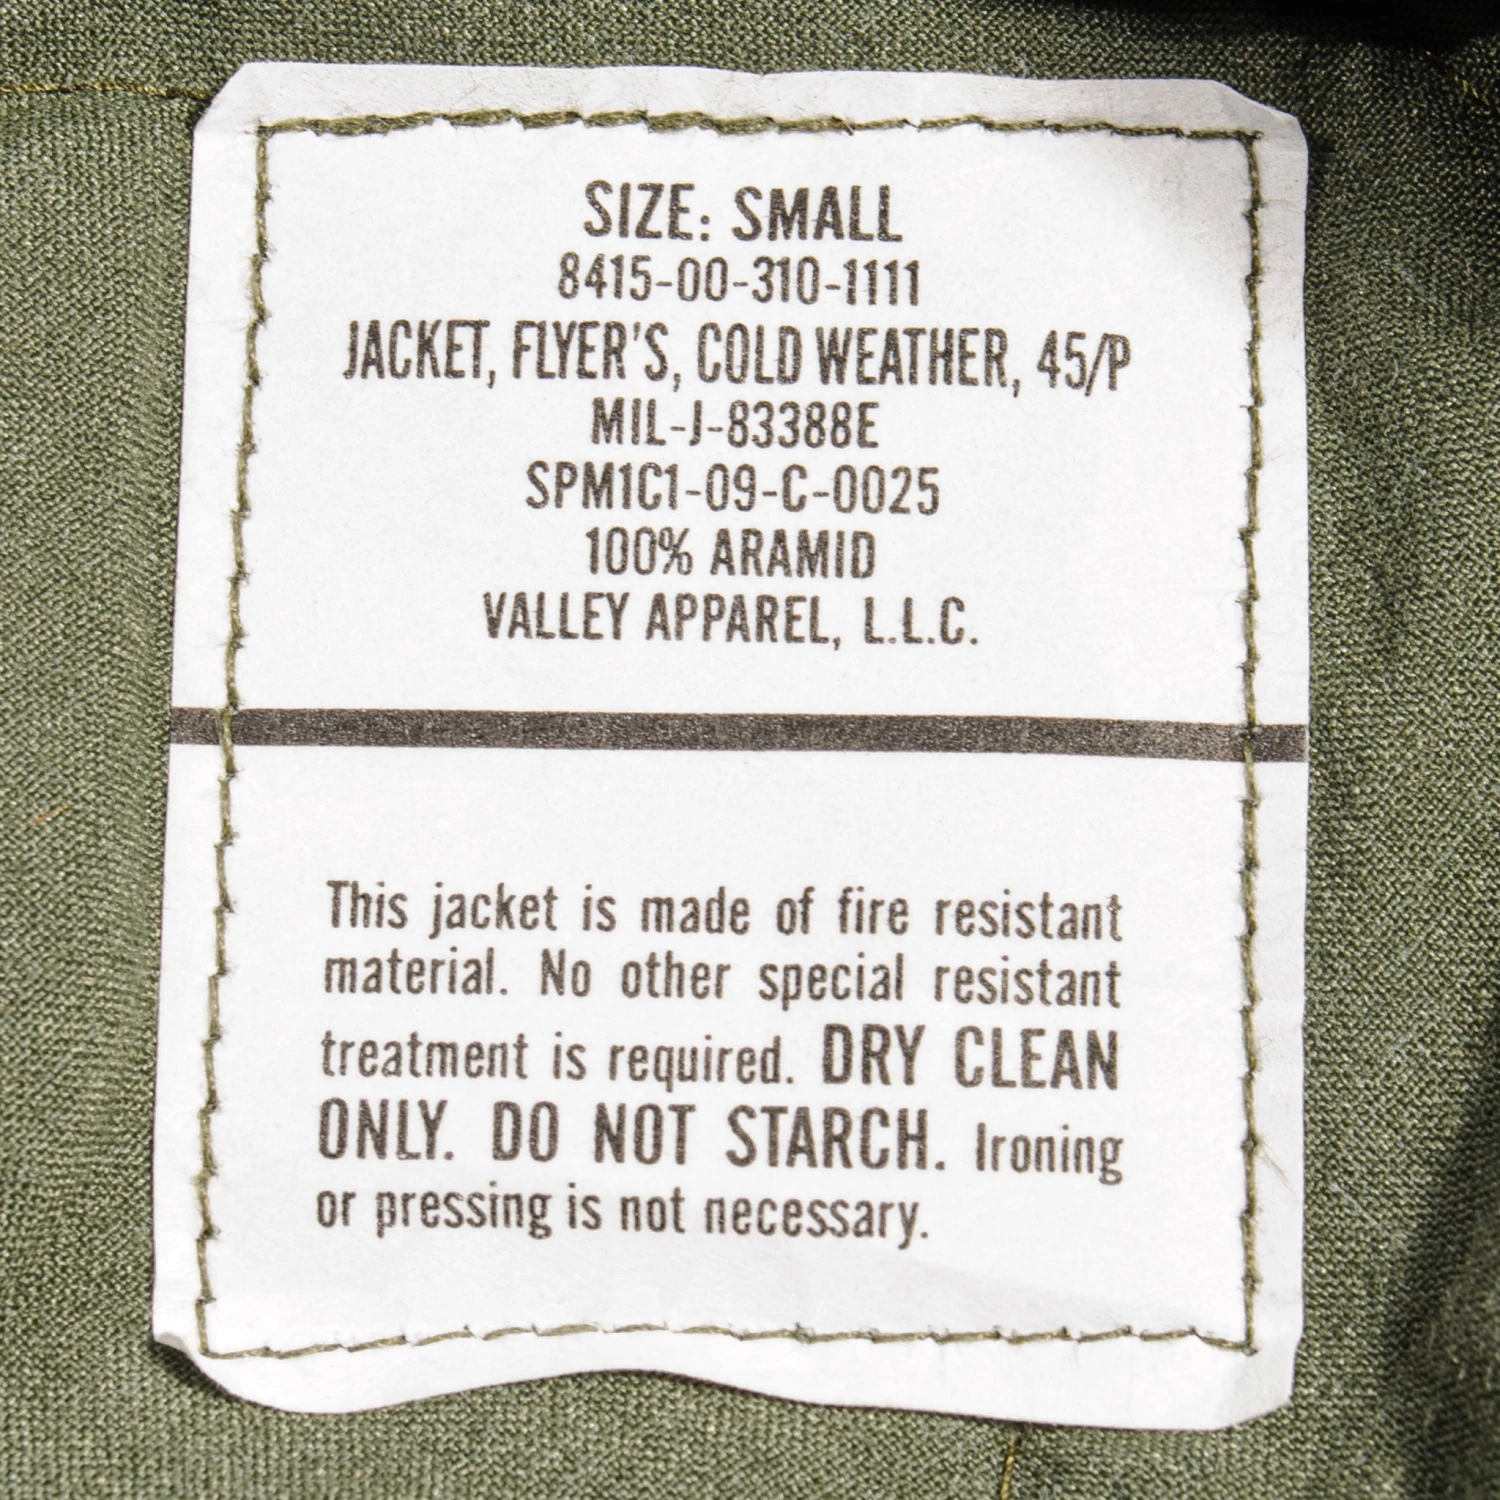 SIZE: SMALL
8415-00-310-1111
JACKET, FLYER'S, COLD WEATHER, 45/P
MIL-J-83388E
SPM1C1-09-C-0025
100% ARAMID
VALLEY APPAREL, L.L.C.
This jacket is made of fire resistant
material. No other special resistant
treatment is required. DRY CLEAN
ONLY. DO NOT STARCH. Ironing
or pressing is not necessary.